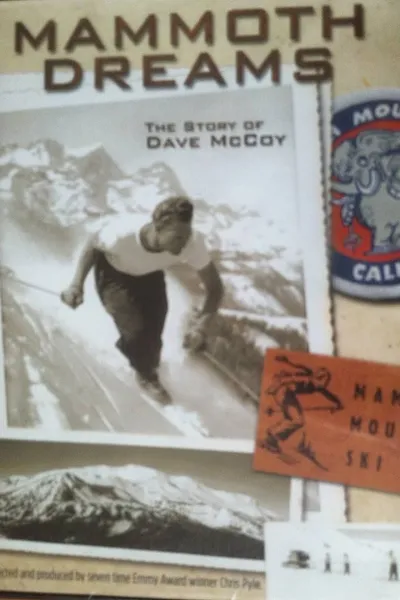 MAMMOTH
DREAMS
THE STORY OF
DAVE MCCOY
MOU
CALI
MAM
MOU
SKI
cted and produced by seven time Emmy Award winner Chris Pyle